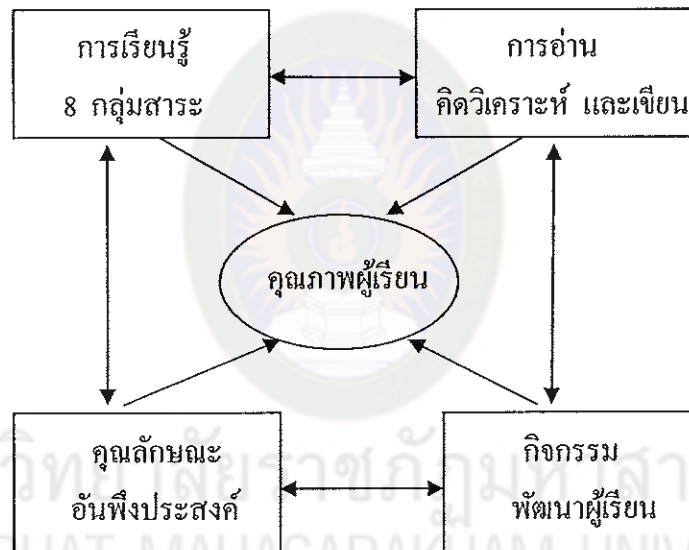 การเรียนรู้
8 กลุ่มสาระ
การอ่าน
คิดวิเคราะห์ และเขียน
คุณภาพผู้เรียน
คุณลักษณะ
อันพึงประสงค์
กิจกรรม
พัฒนาผู้เรียน